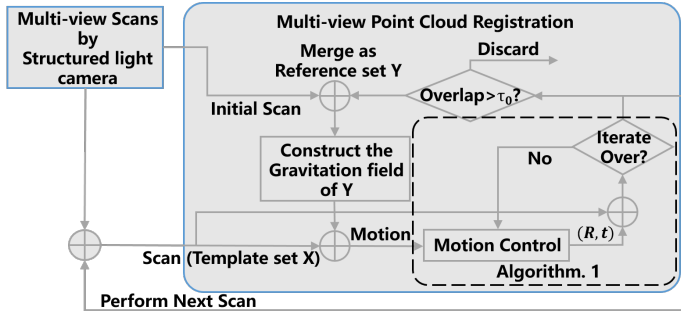 Multi-view Scans
by
Structured light
camera
Multi-view Point Cloud Registration
Merge as
Reference set Y
Discard
Overlap>τ₀?
Initial Scan
Iterate
Over?
Construct the
Gravitation field
of Y
No
Motion
(R, t)
Motion Control
Scan (Template set X)
Algorithm. 1
Perform Next Scan